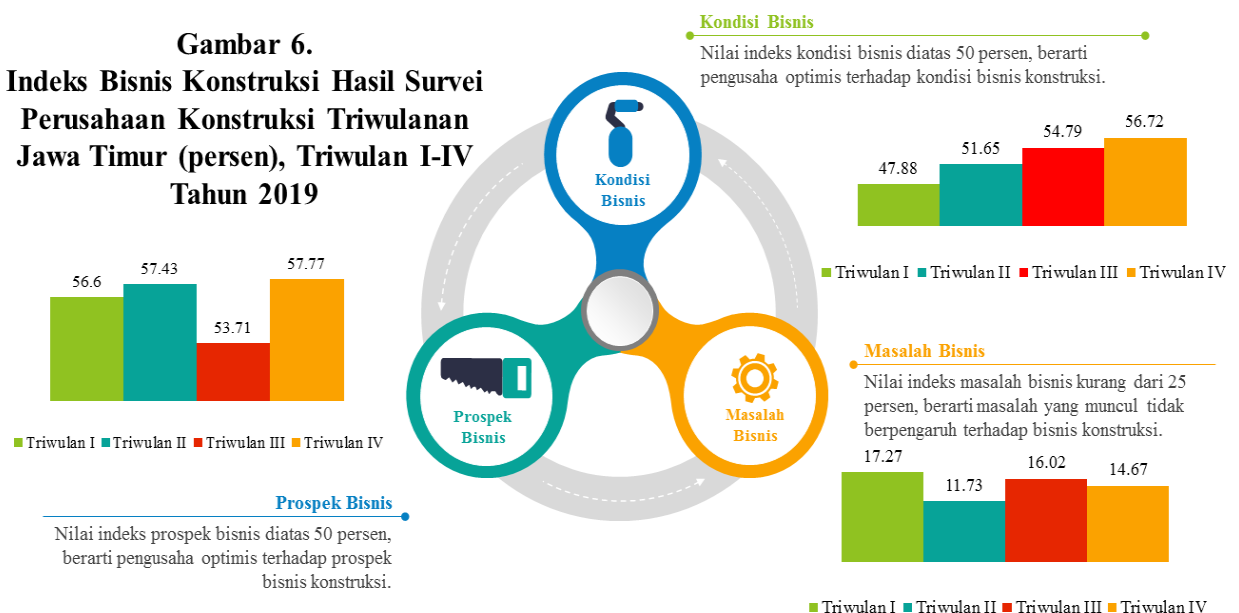 Gambar 6.
Indeks Bisnis Konstruksi Hasil Survei
Perusahaan Konstruksi Triwulanan
Jawa Timur (persen), Triwulan I-IV
Tahun 2019
Kondisi Bisnis
Nilai indeks kondisi bisnis diatas 50 persen, berarti
pengusaha optimis terhadap kondisi bisnis konstruksi.
47.88 51.65 54.79 56.72
Triwulan I Triwulan II Triwulan III Triwulan IV
Kondisi
Bisnis
56.6 57.43 53.71 57.77
Triwulan I Triwulan II Triwulan III Triwulan IV
Prospek
Bisnis
Masalah
Bisnis
Masalah Bisnis
Nilai indeks masalah bisnis kurang dari 25
persen, berarti masalah yang muncul tidak
berpengaruh terhadap bisnis konstruksi.
17.27 11.73 16.02 14.67
Triwulan I Triwulan II Triwulan III Triwulan IV
Prospek Bisnis
Nilai indeks prospek bisnis diatas 50 persen,
berarti pengusaha optimis terhadap prospek
bisnis konstruksi.